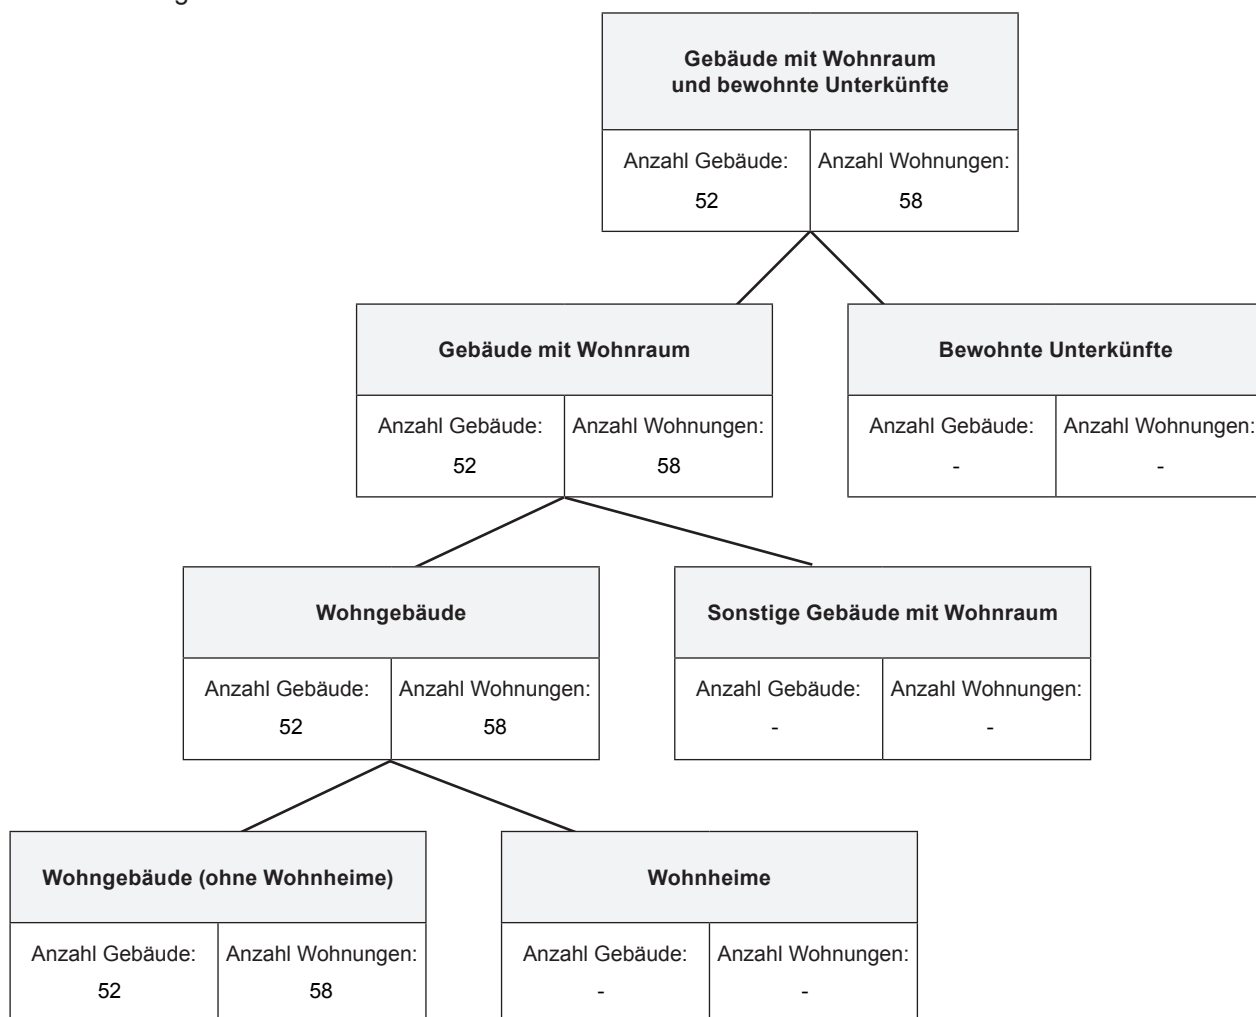 Gebäude mit Wohnraum
und bewohnte Unterkünfte
Anzahl Gebäude: Anzahl Wohnungen:
52 58
Gebäude mit Wohnraum
Bewohnte Unterkünfte
Anzahl Gebäude: Anzahl Wohnungen:
52 58
Anzahl Gebäude: Anzahl Wohnungen:
- -
Wohngebäude
Sonstige Gebäude mit Wohnraum
Anzahl Gebäude: Anzahl Wohnungen:
52 58
Anzahl Gebäude: Anzahl Wohnungen:
- -
Wohngebäude (ohne Wohnheime)
Wohnheime
Anzahl Gebäude: Anzahl Wohnungen:
52 58
Anzahl Gebäude: Anzahl Wohnungen:
- -